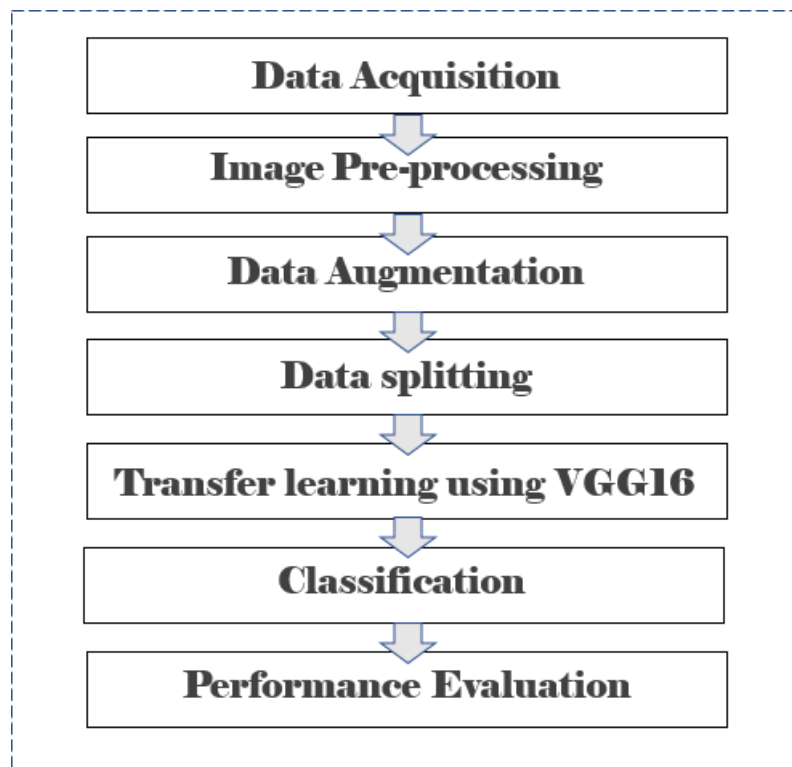 Data Acquisition
Image Pre-processing
Data Augmentation
Data splitting
Transfer learning using VGG16
Classification
Performance Evaluation